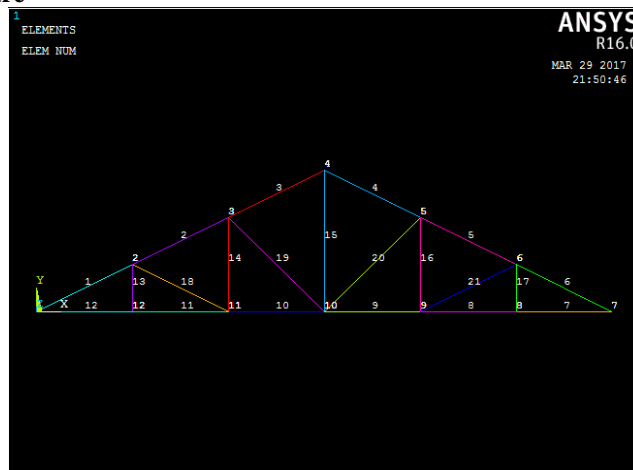 1
ELEMENTS
ELEM NUM
ANSYS
R16.0
MAR 29 2017
21:50:46
4
3 4
3 5
2 15 5
14 19 20 16
2 6
1 13 18 21 17 6
Y
X
12 12 11 11 10 10 9 9 8 8 7 7